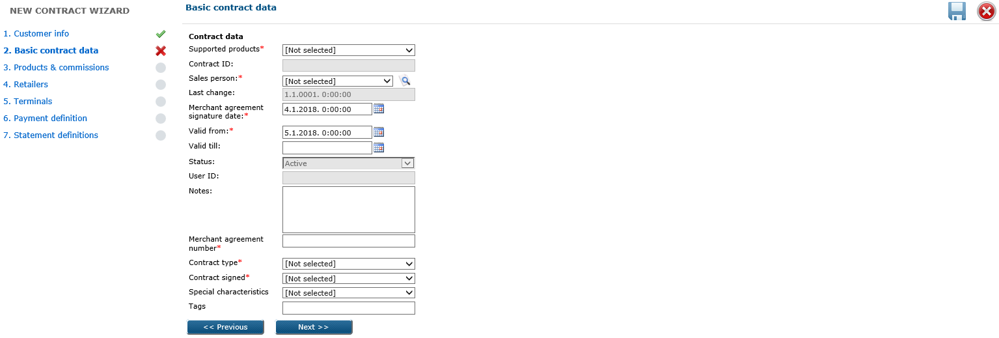 NEW CONTRACT WIZARD
1. Customer info
2. Basic contract data
3. Products & commissions
4. Retailers
5. Terminals
6. Payment definition
7. Statement definitions
Basic contract data
Contract data
Supported products* [Not selected]
Contract ID:
Sales person:* [Not selected]
Last change: 1.1.0001. 0:00:00
Merchant agreement
signature date:* 4.1.2018. 0:00:00
Valid from:* 5.1.2018. 0:00:00
Valid till:
Status: Active
User ID:
Notes:
Merchant agreement
number*
Contract type* [Not selected]
Contract signed* [Not selected]
Special characteristics [Not selected]
Tags
<< Previous Next >>